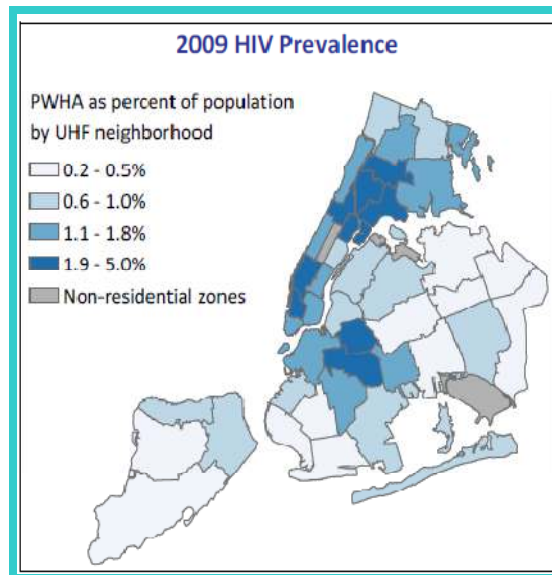 2009 HIV Prevalence
PWHA as percent of population
by UHF neighborhood
0.2 - 0.5%
0.6 - 1.0%
1.1 - 1.8%
1.9 - 5.0%
Non-residential zones